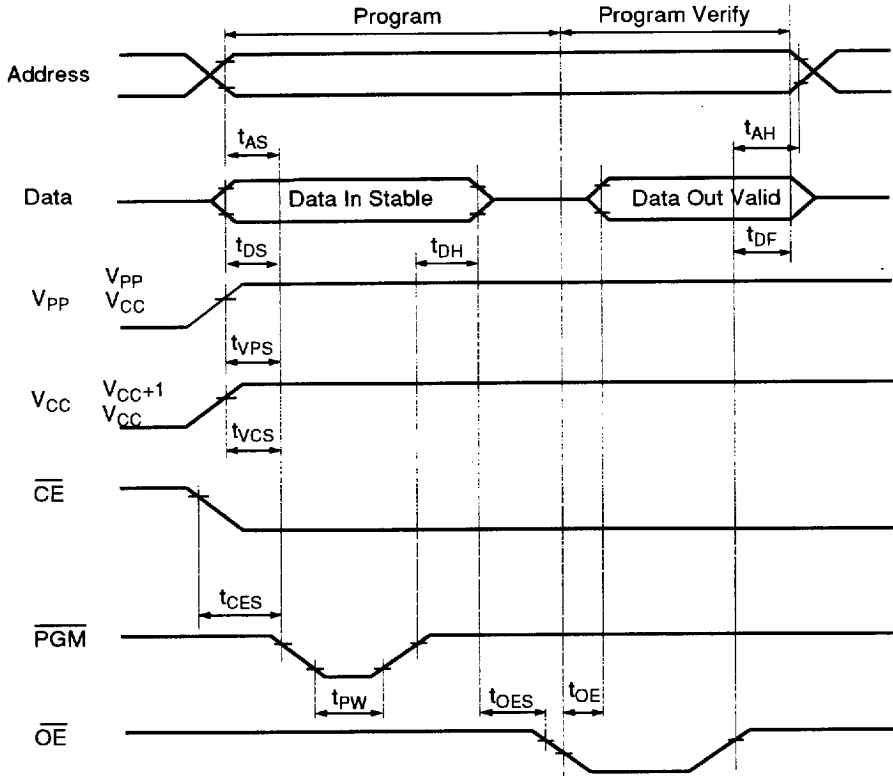 Program
Program Verify
Address
tAS
tAH
Data
Data In Stable
Data Out Valid
tDS
tDH
tDF
VPP
VPP
VCC
tVPS
VCC
VCC+1
VCC
tVCS
CE
tCES
PGM
tPW
tOES
tOE
OE